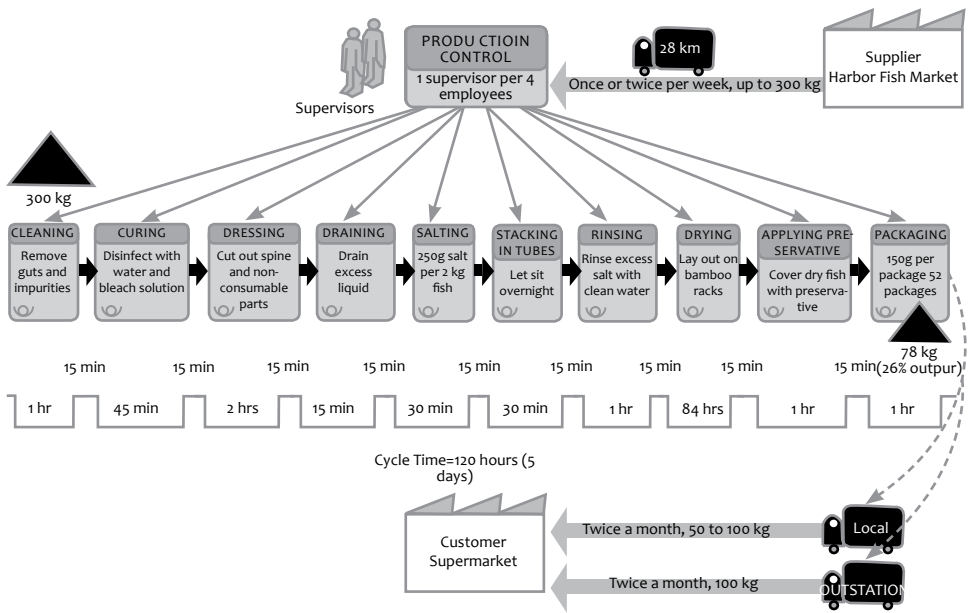 PRODU CTIOIN
CONTROL
1 supervisor per 4
employees
Supervisors
28 km
Once or twice per week, up to 300 kg
Supplier
Harbor Fish Market
300 kg
CLEANING
Remove
guts and
impurities
CURING
Disinfect with
water and
bleach solution
DRESSING
Cut out spine
and non-
consumable
parts
DRAINING
Drain
excess
liquid
SALTING
250g salt
per 2 kg
fish
STACKING
IN TUBES
Let sit
overnight
RINSING
Rinse excess
salt with
clean water
DRYING
Lay out on
bamboo
racks
APPLYING PRE-
SERVATIVE
Cover dry fish
with preserva-
tive
PACKAGING
150g per
package 52
packages
78 kg
(26% outpur)
15 min 15 min 15 min 15 min 15 min 15 min 15 min 15 min 15 min
1 hr 45 min 2 hrs 15 min 30 min 30 min 1 hr 84 hrs 1 hr 1 hr
Cycle Time=120 hours (5
days)
Customer
Supermarket
Twice a month, 50 to 100 kg
Local
Twice a month, 100 kg
OUTSTATION